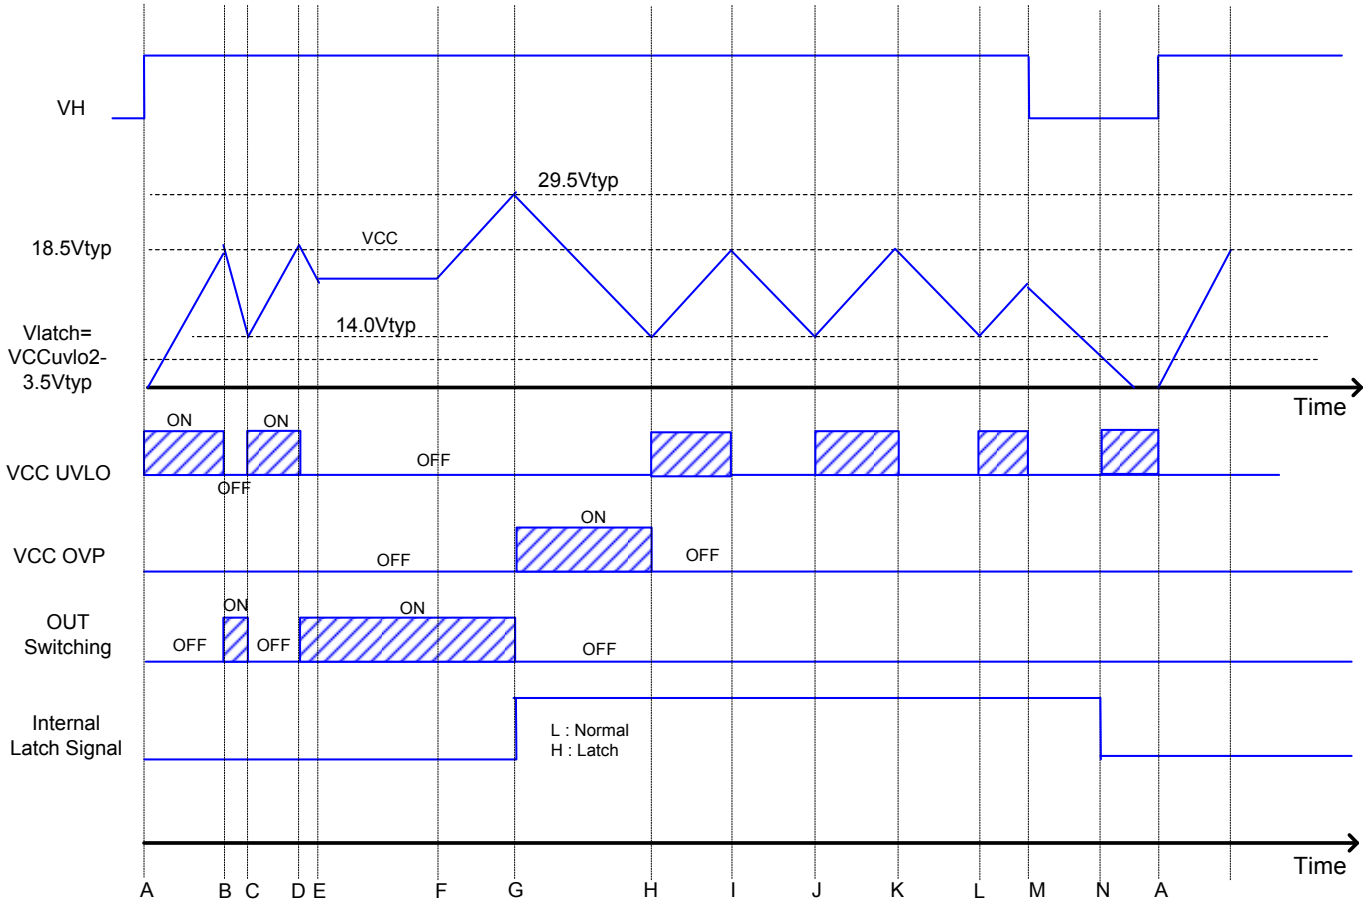 VH
29.5Vtyp
18.5Vtyp
VCC
14.0Vtyp
Vlatch=
VCCuvlo2-
3.5Vtyp
Time
VCC UVLO
ON
OFF
ON
OFF
VCC OVP
OFF
ON
OFF
OUT
Switching
OFF
ON
OFF
ON
OFF
Internal
Latch Signal
L : Normal
H : Latch
Time
A B C D E F G H I J K L M N A